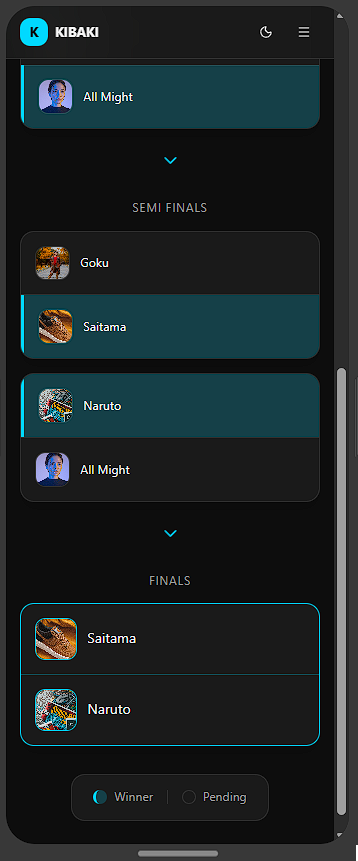 K KIBAKI
All Might
SEMI FINALS
Goku
Saitama
Naruto
All Might
FINALS
Saitama
Naruto
Winner
Pending